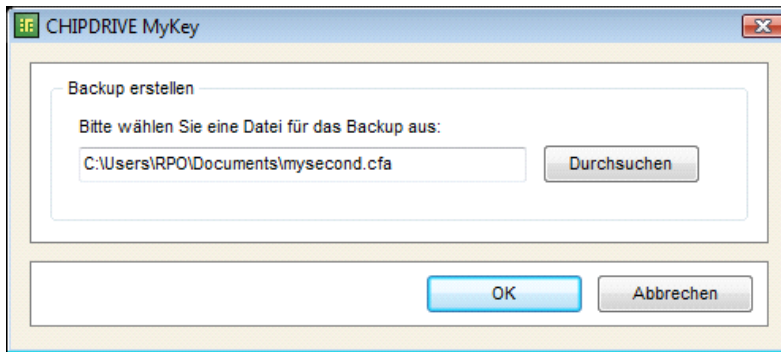 CHIPDRIVE MyKey
Backup erstellen
Bitte wählen Sie eine Datei für das Backup aus:
C:\Users\RPO\Documents\mysecond.cfa
Durchsuchen
OK
Abbrechen